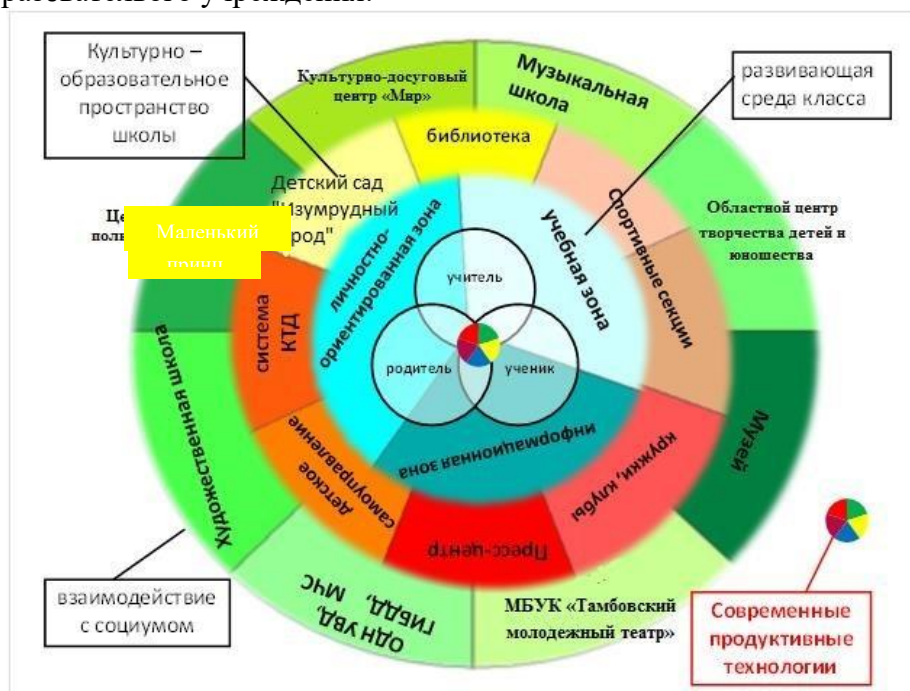 Культурно –
образовательное
пространство
школы
Культурно-досуговый
центр «Мир»
Музыкальная
школа
развивающая
среда класса
библиотека
Детский сад
"Изумрудный
город"
Маленький
принц
личностно-
ориентированная зона
учебная зона
Спортивные секции
Областной центр
творчества детей и
юношества
учитель
родитель
ученик
система
КТД
Художественная школа
информационная зона
детское
самоуправление
Пресс-центр
кружки, клубы
Музей
ОДН УВД,
ГИБДД, МЧС
МБУК «Тамбовский
молодежный театр»
взаимодействие
с социумом
Современные
продуктивные
технологии